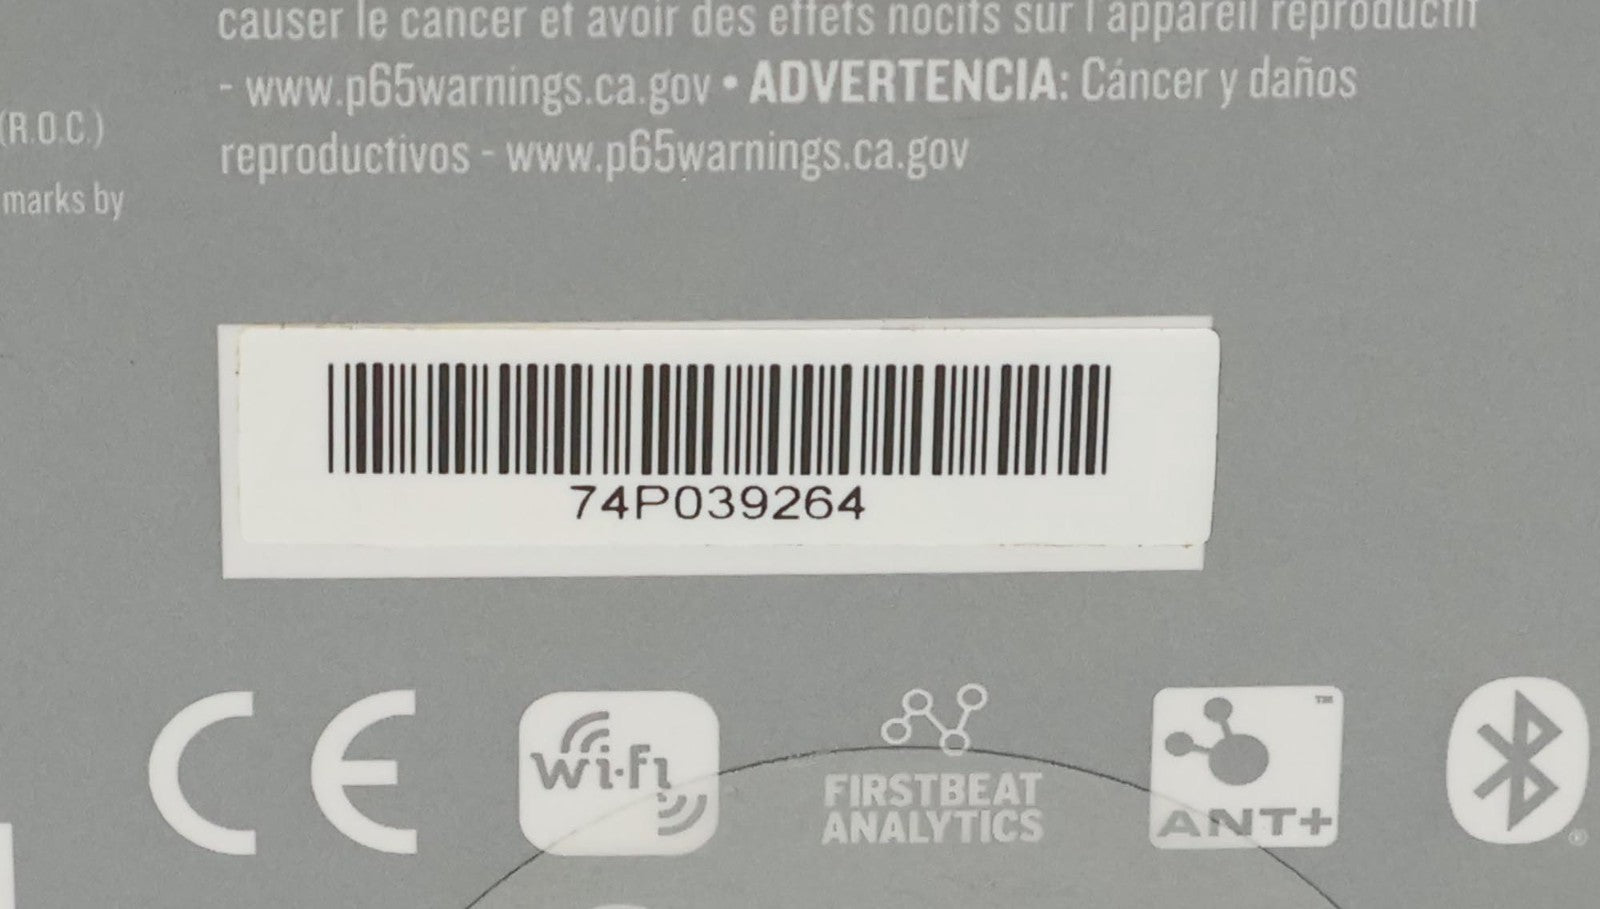 causer le cancer et avoir des effets nocifs sur l'appareil reproductif
- www.p65warnings.ca.gov • ADVERTENCIA: Cáncer y daños
reproductivos - www.p65warnings.ca.gov
(R.O.C.)
marks by
74P039264
CE
Wi-Fi
FIRSTBEAT
ANALYTICS
™
ANT+
®